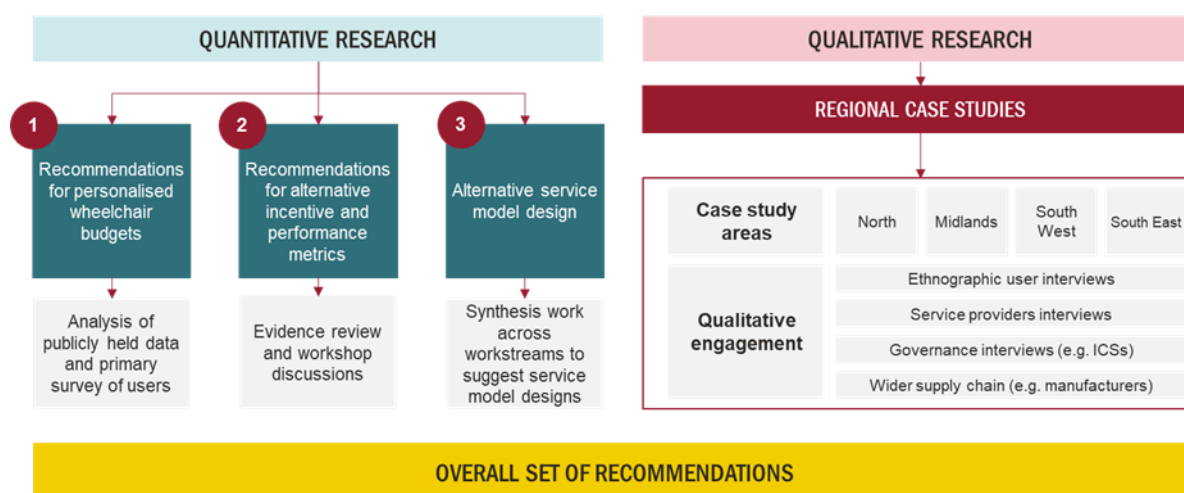 QUANTITATIVE RESEARCH
1
Recommendations
for personalised
wheelchair
budgets
Analysis of
publicly held data
and primary
survey of users
2
Recommendations
for alternative
incentive and
performance
metrics
Evidence review
and workshop
discussions
3
Alternative service
model design
Synthesis work
across
workstreams to
suggest service
model designs
QUALITATIVE RESEARCH
REGIONAL CASE STUDIES
Case study
areas
North
Midlands
South
West
South East
Qualitative
engagement
Ethnographic user interviews
Service providers interviews
Governance interviews (e.g. ICSs)
Wider supply chain (e.g. manufacturers)
OVERALL SET OF RECOMMENDATIONS